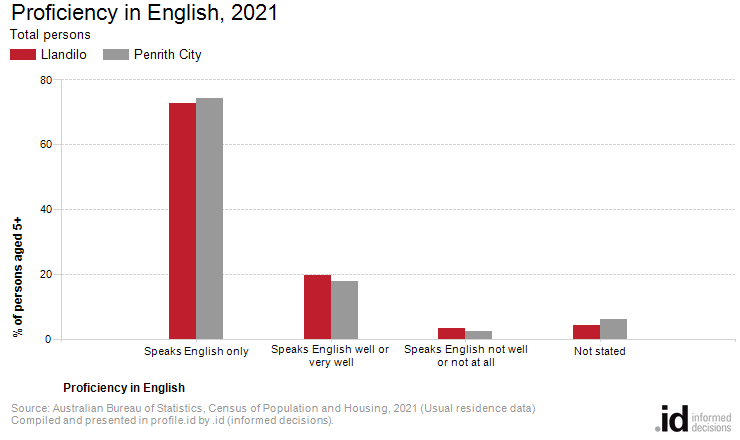 Proficiency in English, 2021
Total persons
Llandilo
Penrith City
% of persons aged 5+
80
60
40
20
0
Speaks English only
Speaks English well or
very well
Speaks English not well
or not at all
Not stated
Proficiency in English
Source: Australian Bureau of Statistics, Census of Population and Housing, 2021 (Usual residence data)
Compiled and presented in profile.id by .id (informed decisions).
.id informed
decisions